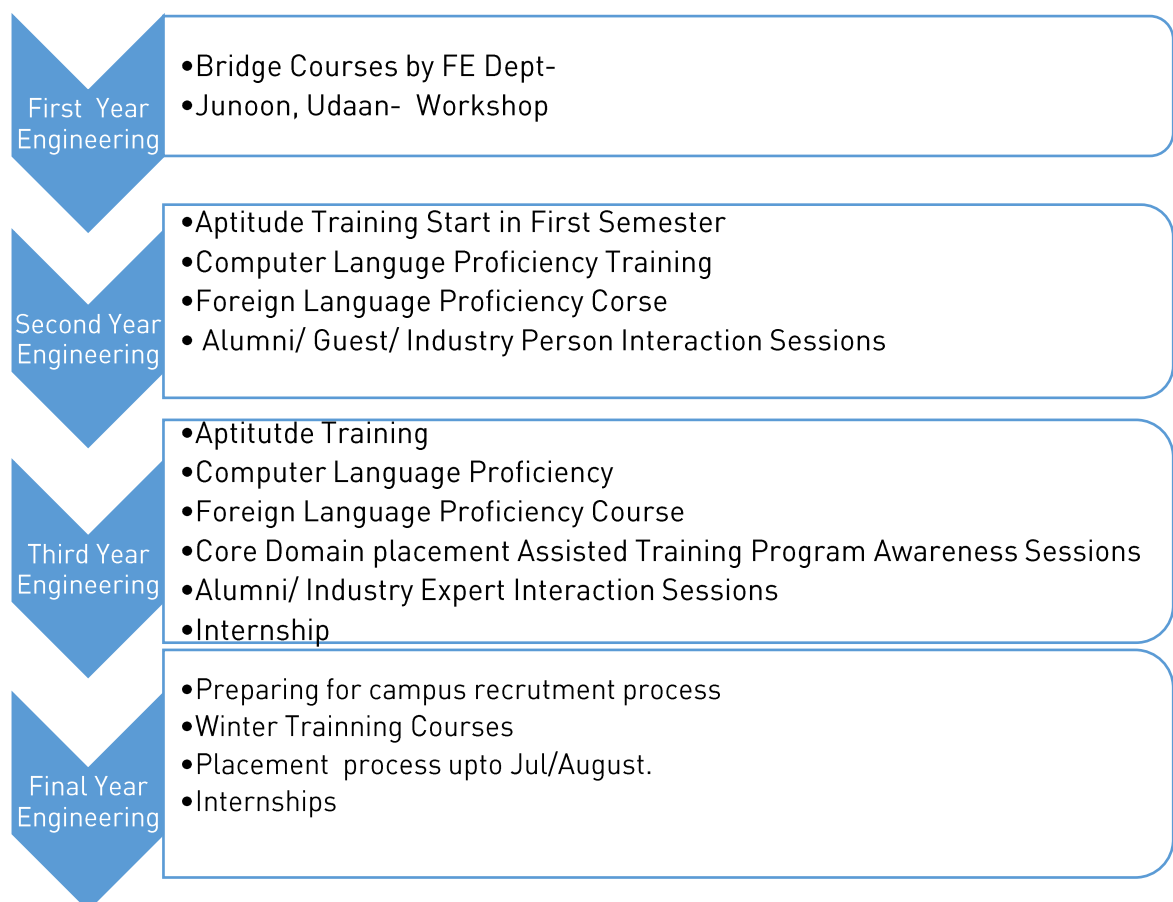 First Year
Engineering
•Bridge Courses by FE Dept-
•Junoon, Udaan- Workshop
Second Year
Engineering
•Aptitude Training Start in First Semester
•Computer Languge Proficiency Training
•Foreign Language Proficiency Corse
• Alumni/ Guest/ Industry Person Interaction Sessions
Third Year
Engineering
•Aptitutde Training
•Computer Language Proficiency
•Foreign Language Proficiency Course
•Core Domain placement Assisted Training Program Awareness Sessions
•Alumni/ Industry Expert Interaction Sessions
•Internship
Final Year
Engineering
•Preparing for campus recrutment process
•Winter Trainning Courses
•Placement process upto Jul/August.
•Internships